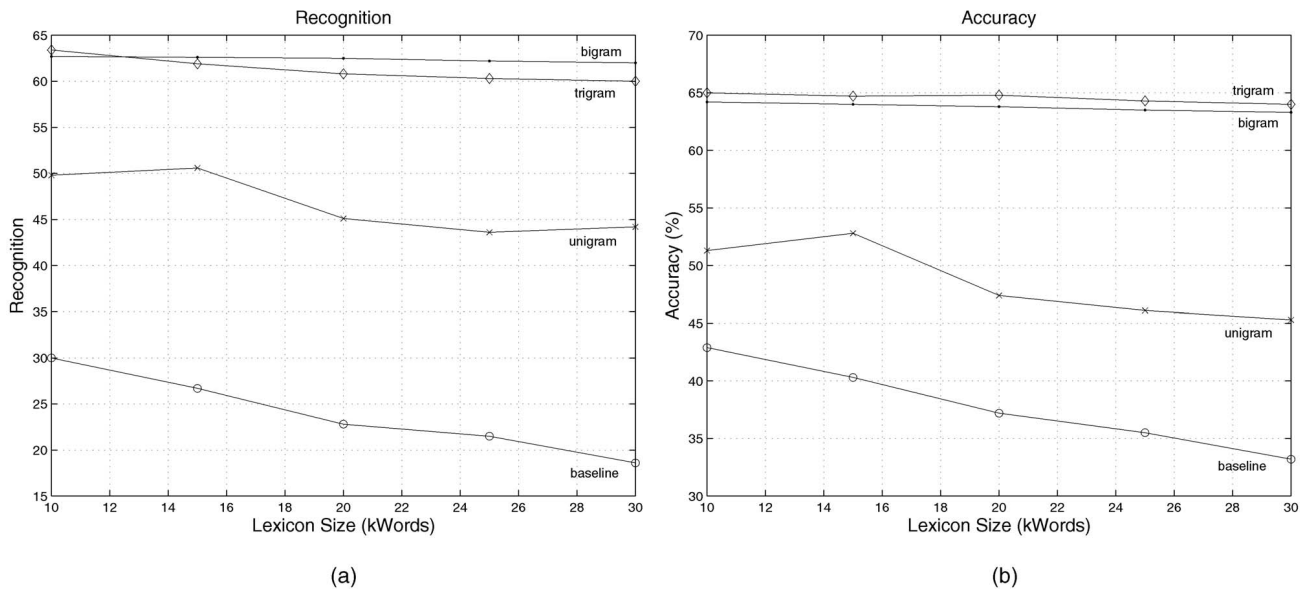 Recognition
65
60
55
50
45
40
35
30
25
20
15
Recognition
bigram
trigram
unigram
baseline
10 12 14 16 18 20 22 24 26 28 30
Lexicon Size (kWords)
(a)
Accuracy
70
65
60
55
50
45
40
35
30
Accuracy (%)
trigram
bigram
unigram
baseline
10 12 14 16 18 20 22 24 26 28 30
Lexicon Size (kWords)
(b)